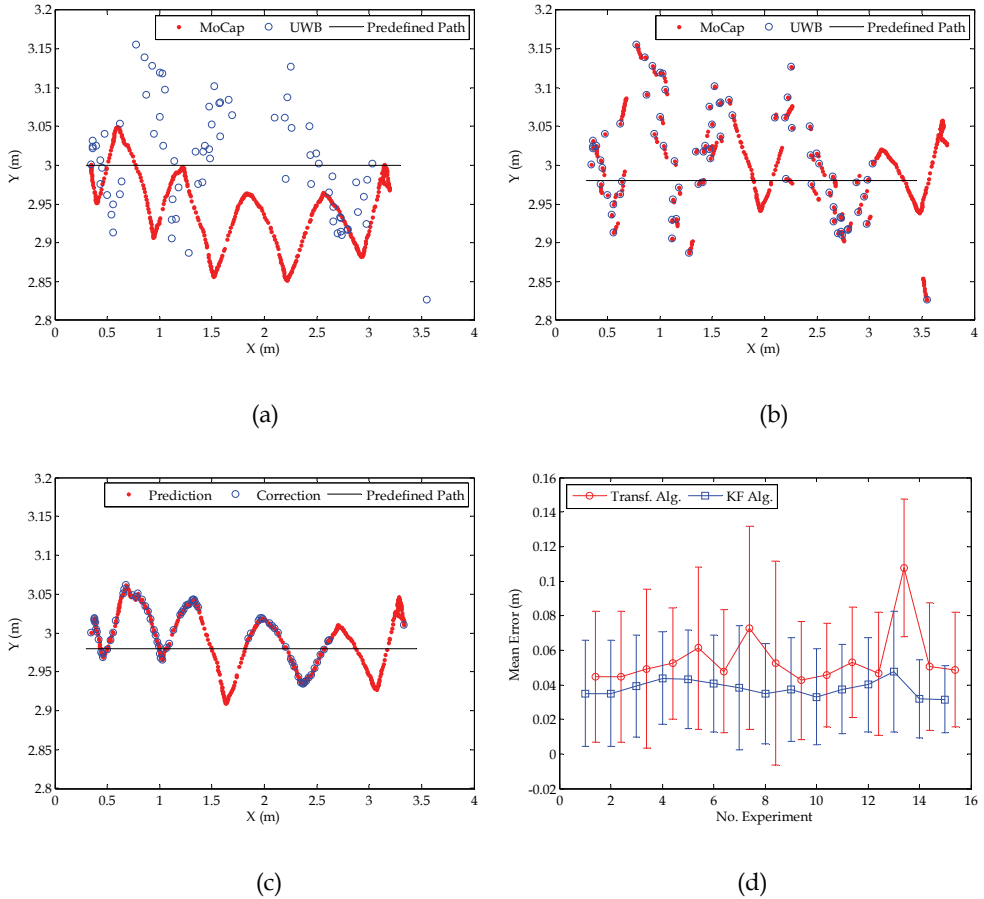 MoCap UWB Predefined Path
3.2
3.15
3.1
3.05
3
2.95
2.9
2.85
2.8
Y (m)
0 0.5 1 1.5 2 2.5 3 3.5 4
X (m)
(a)
MoCap UWB Predefined Path
3.2
3.15
3.1
3.05
3
2.95
2.9
2.85
2.8
Y (m)
0 0.5 1 1.5 2 2.5 3 3.5 4
X (m)
(b)
Prediction Correction Predefined Path
3.2
3.15
3.1
3.05
3
2.95
2.9
2.85
2.8
Y (m)
0 0.5 1 1.5 2 2.5 3 3.5 4
X (m)
(c)
Transf. Alg. KF Alg.
0.16
0.14
0.12
0.1
0.08
0.06
0.04
0.02
0
-0.02
Mean Error (m)
0 2 4 6 8 10 12 14 16
No. Experiment
(d)